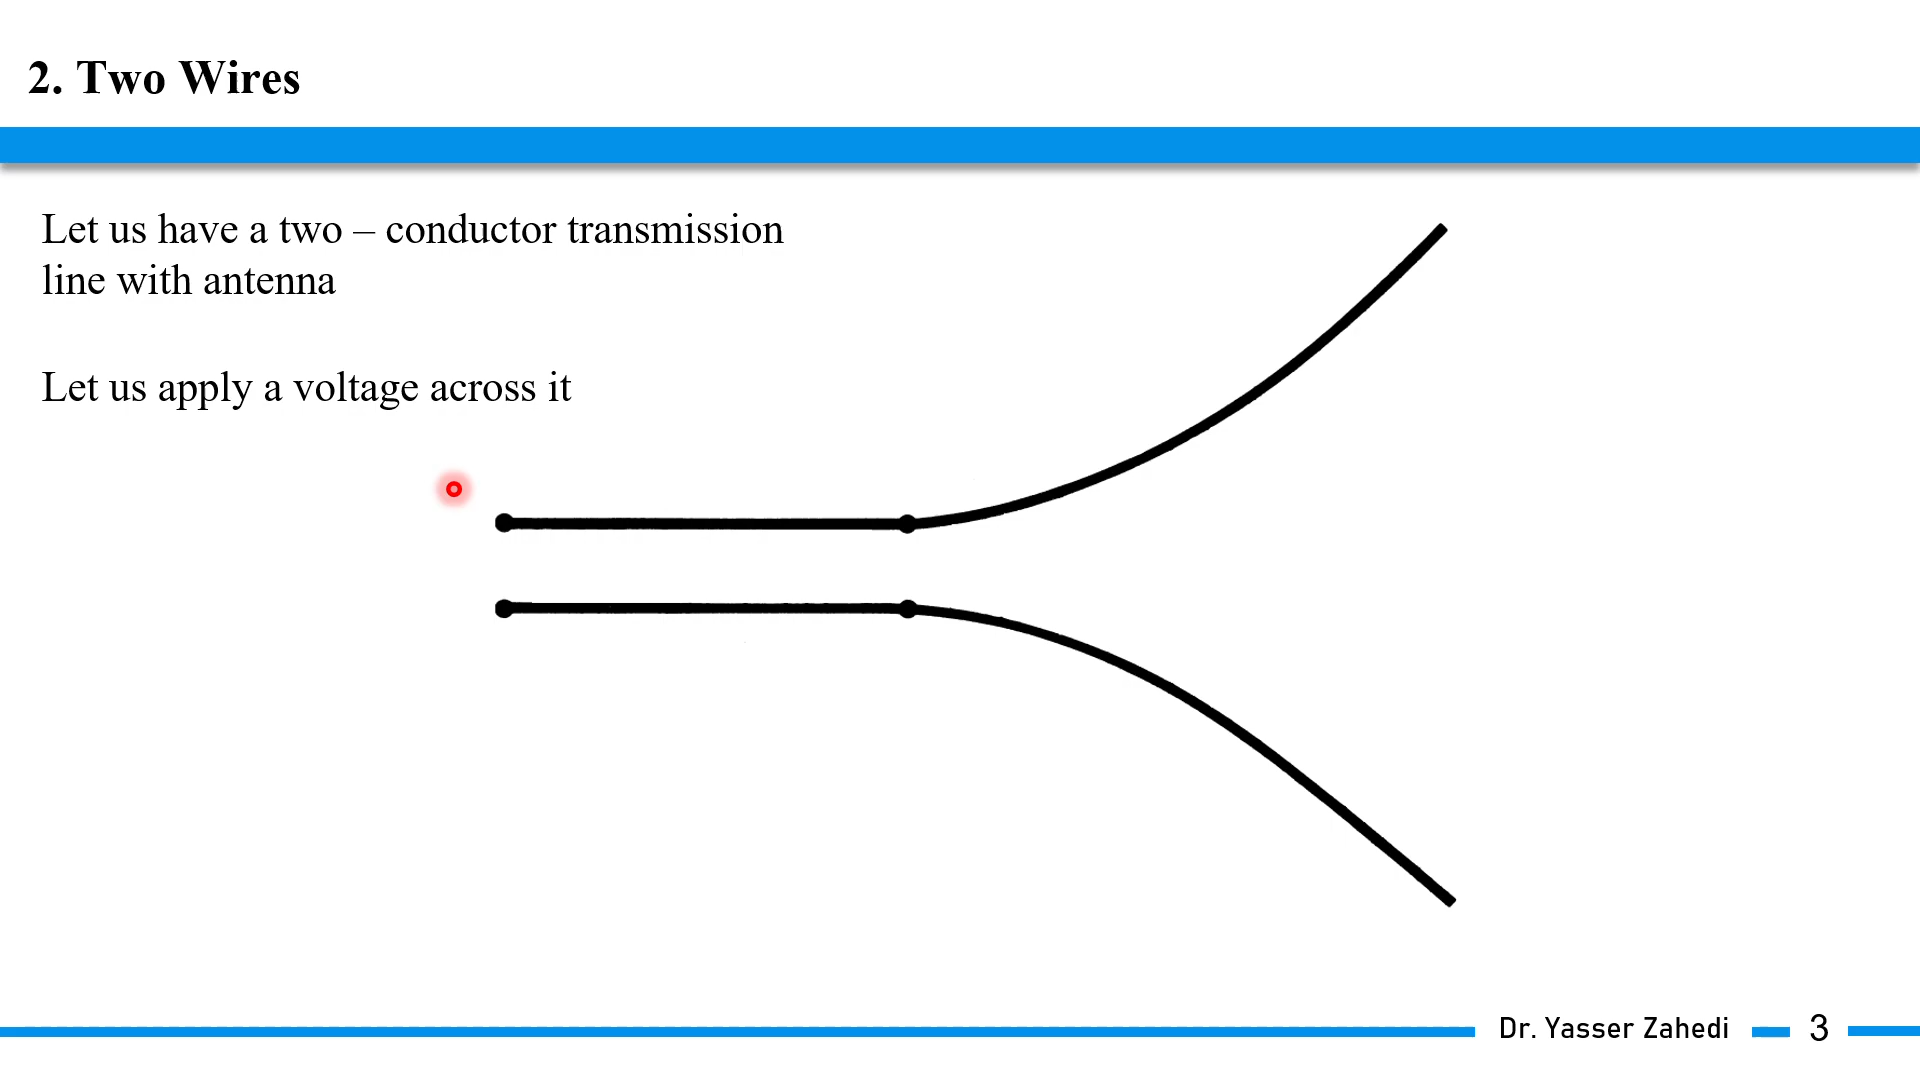 2. Two Wires
Let us have a two – conductor transmission
line with antenna
Let us apply a voltage across it
Dr. Yasser Zahedi
3